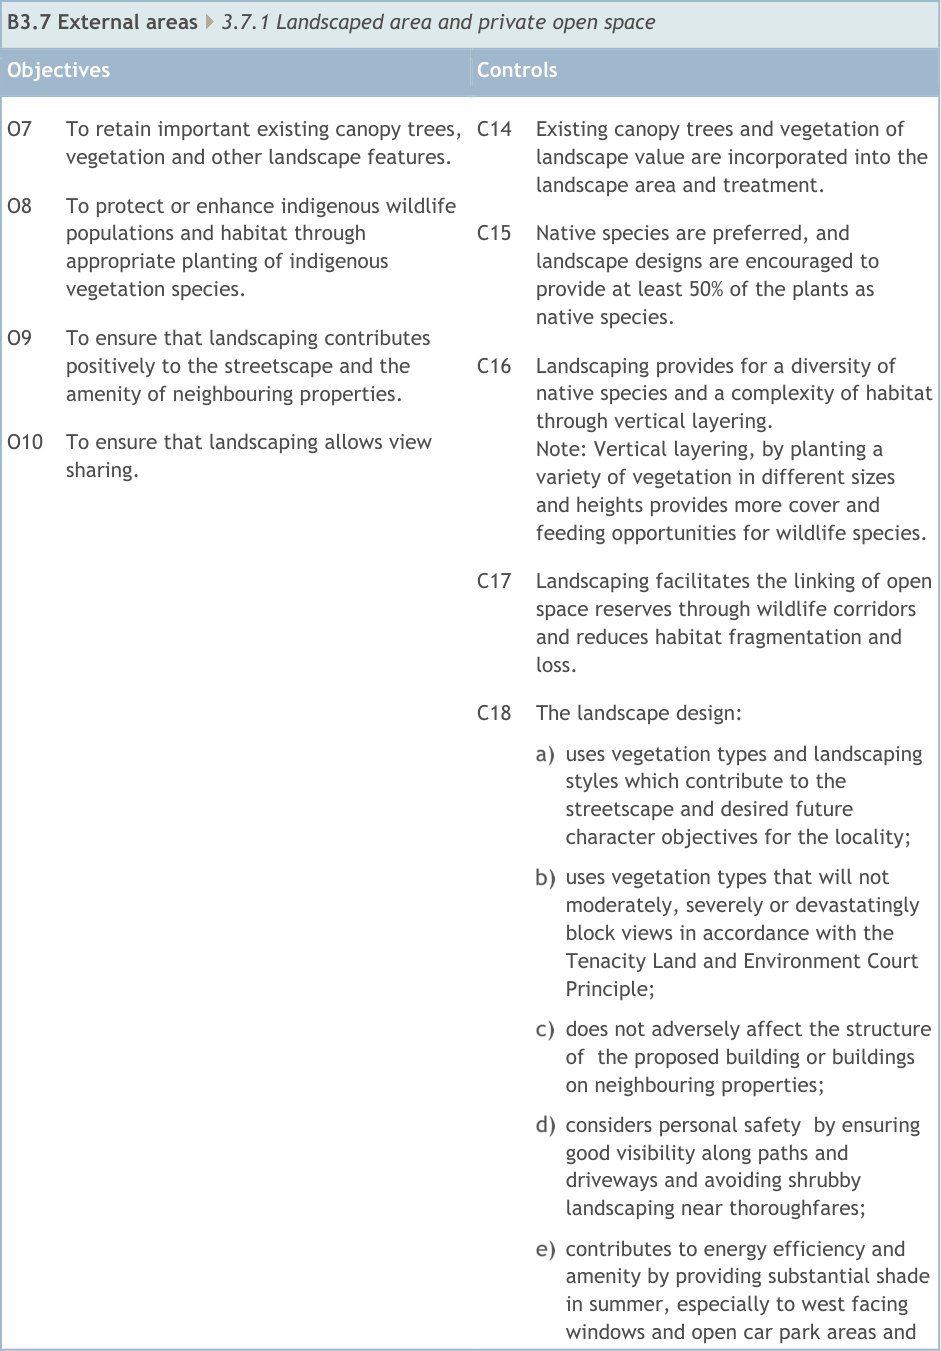 B3.7 External areas 3.7.1 Landscaped area and private open space
Objectives
Controls
O7 To retain important existing canopy trees,
vegetation and other landscape features.
O8 To protect or enhance indigenous wildlife
populations and habitat through
appropriate planting of indigenous
vegetation species.
O9 To ensure that landscaping contributes
positively to the streetscape and the
amenity of neighbouring properties.
O10 To ensure that landscaping allows view
sharing.
C14 Existing canopy trees and vegetation of
landscape value are incorporated into the
landscape area and treatment.
C15 Native species are preferred, and
landscape designs are encouraged to
provide at least 50% of the plants as
native species.
C16 Landscaping provides for a diversity of
native species and a complexity of habitat
through vertical layering.
Note: Vertical layering, by planting a
variety of vegetation in different sizes
and heights provides more cover and
feeding opportunities for wildlife species.
C17 Landscaping facilitates the linking of open
space reserves through wildlife corridors
and reduces habitat fragmentation and
loss.
C18 The landscape design:
a) uses vegetation types and landscaping
styles which contribute to the
streetscape and desired future
character objectives for the locality;
b) uses vegetation types that will not
moderately, severely or devastatingly
block views in accordance with the
Tenacity Land and Environment Court
Principle;
c) does not adversely affect the structure
of the proposed building or buildings
on neighbouring properties;
d) considers personal safety by ensuring
good visibility along paths and
driveways and avoiding shrubby
landscaping near thoroughfares;
e) contributes to energy efficiency and
amenity by providing substantial shade
in summer, especially to west facing
windows and open car park areas and